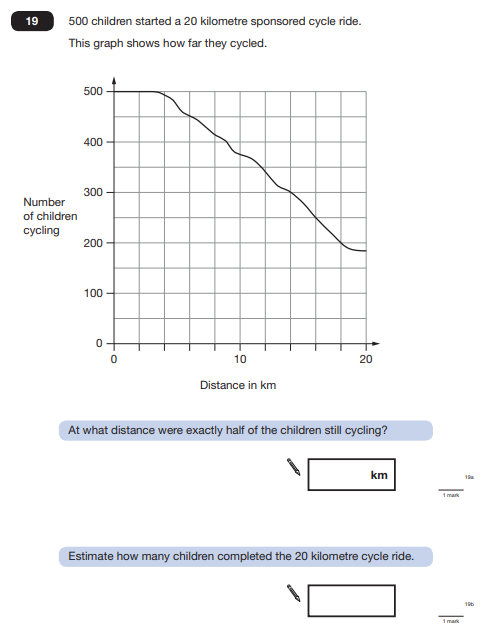 19
500 children started a 20 kilometre sponsored cycle ride.
This graph shows how far they cycled.
500
400
300
200
100
0
Number
of children
cycling
0 10 20
Distance in km
At what distance were exactly half of the children still cycling?
km
19a
1 mark
Estimate how many children completed the 20 kilometre cycle ride.
19b
1 mark